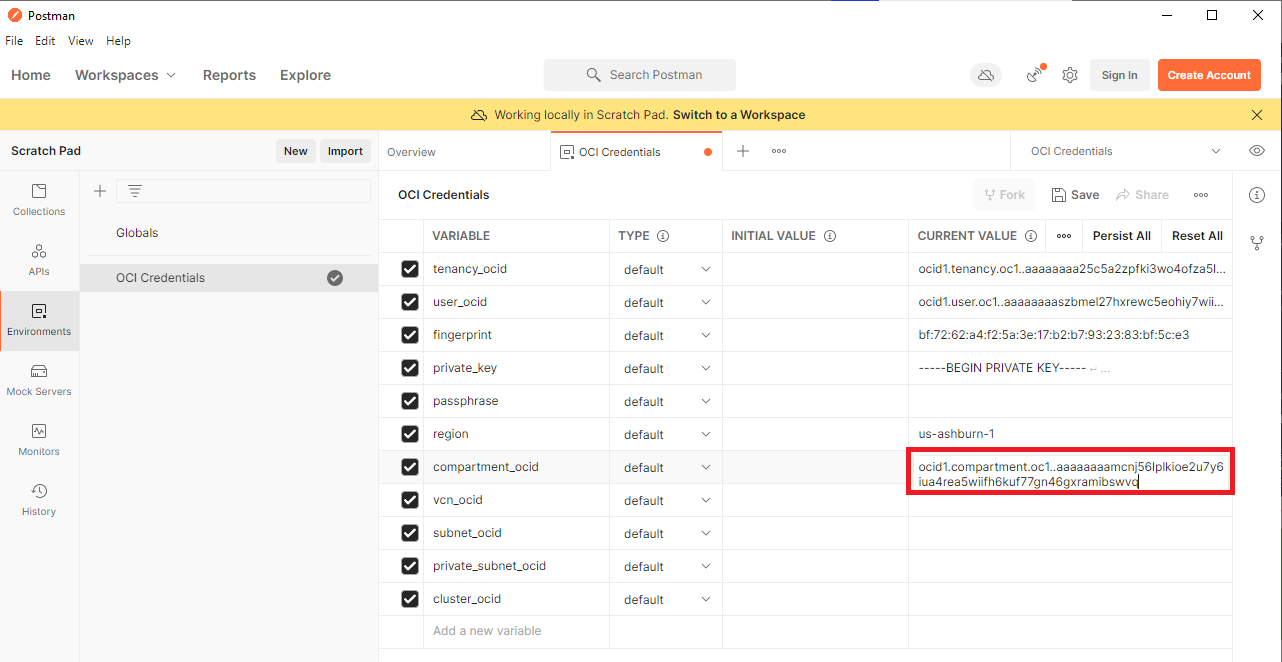 Postman
File Edit View Help
Home Workspaces Reports Explore Search Postman Sign In Create Account
Working locally in Scratch Pad. Switch to a Workspace
Scratch Pad New Import Overview OCI Credentials OCI Credentials
Collections
APIs
Environments
Mock Servers
Monitors
History
Globals
OCI Credentials
OCI Credentials Fork Save Share
VARIABLE TYPE INITIAL VALUE CURRENT VALUE Persist All Reset All
tenancy_ocid default ocid1.tenancy.oc1..aaaaaaaa25c5a2zpfki3wo4ofza5l...
user_ocid default ocid1.user.oc1..aaaaaaaaszbmel27hxrewc5eohiy7wii...
fingerprint default bf:72:62:a4:f2:5a:3e:17:b2:b7:93:23:83:bf:5c:e3
private_key default -----BEGIN PRIVATE KEY----- ↵ ...
passphrase default
region default us-ashburn-1
compartment_ocid default ocid1.compartment.oc1..aaaaaaaamcnj56lplkioe2u7y6
iua4rea5wiifh6kuf77gn46gxramibswvq
vcn_ocid default
subnet_ocid default
private_subnet_ocid default
cluster_ocid default
Add a new variable